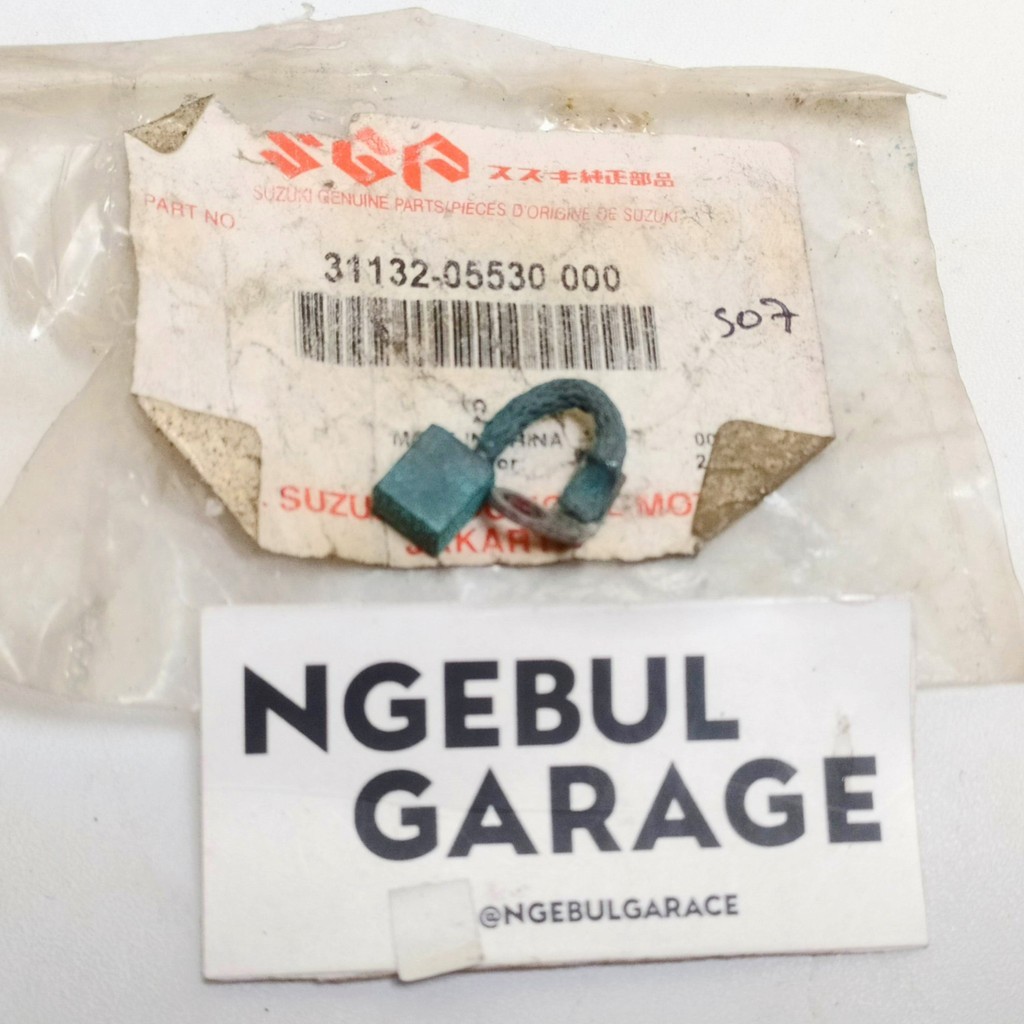 SGP スズキ純正部品
SUZUKI GENUINE PARTS/PIÈCES D'ORIGINE DE SUZUKI
PART NO.
31132-05530 000
S07
NGEBUL
GARAGE
@NGEBULGARACE